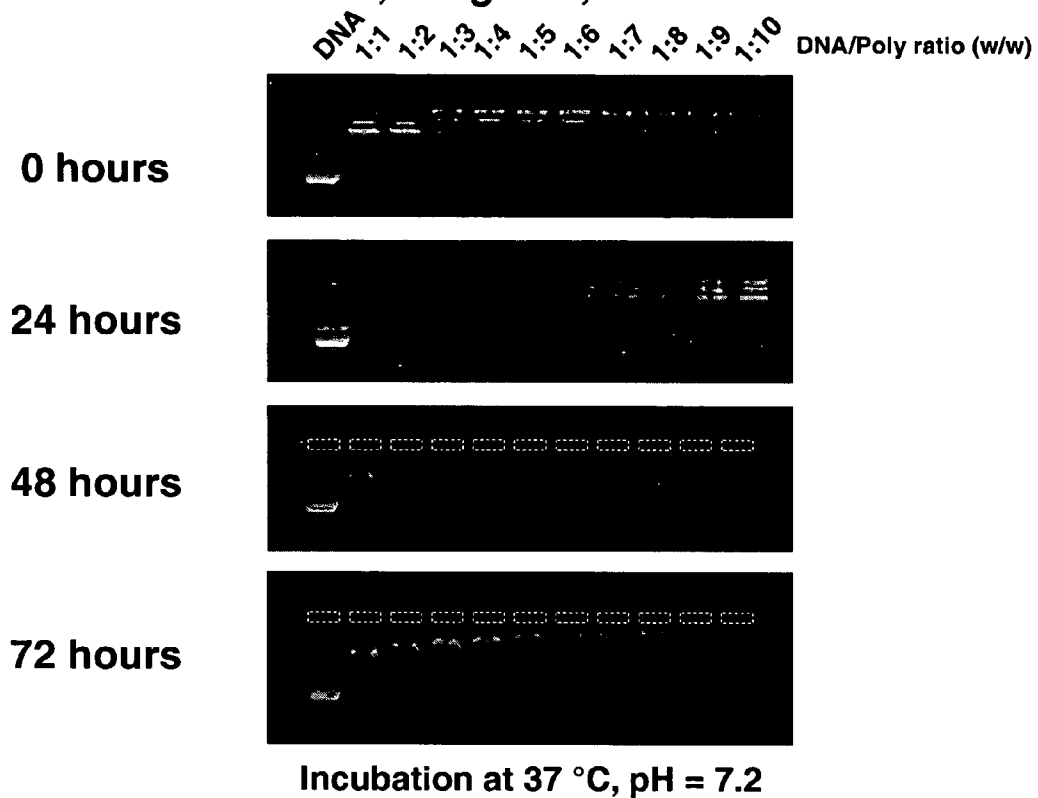 DNA 1:1 1:2 1:3 1:4 1:5 1:6 1:7 1:8 1:9 1:10 DNA/Poly ratio (w/w)
0 hours
24 hours
48 hours
72 hours
Incubation at 37 °C, pH = 7.2